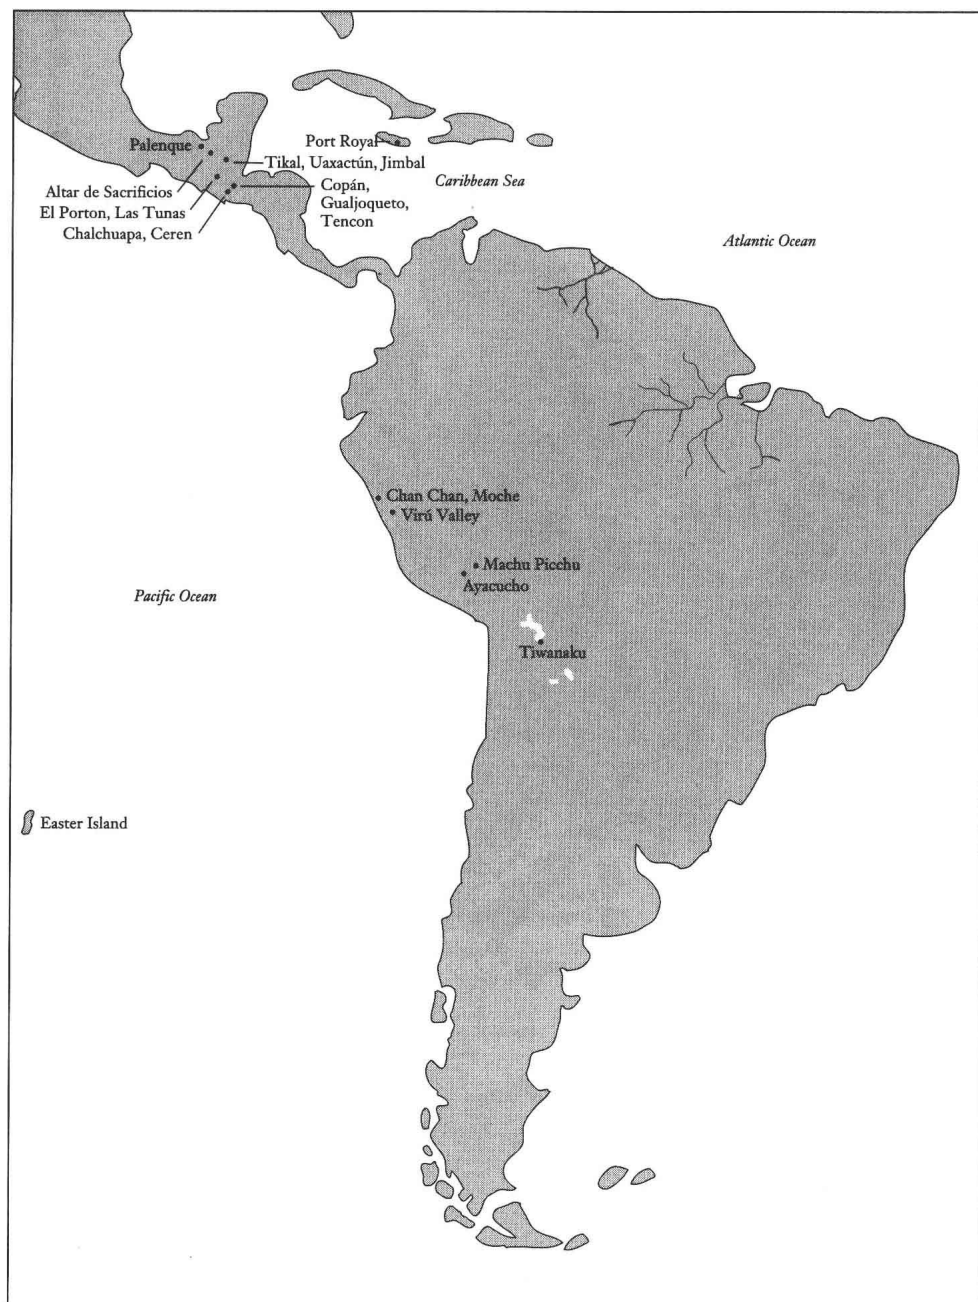 Palenque
Port Royal
Tikal, Uaxactún, Jimbal
Altar de Sacrificios
El Porton, Las Tunas
Chalchuapa, Ceren
Copán,
Gualjoqueto,
Tencon
Caribbean Sea
Atlantic Ocean
Chan Chan, Moche
Virú Valley
Machu Picchu
Ayacucho
Pacific Ocean
Tiwanaku
Easter Island